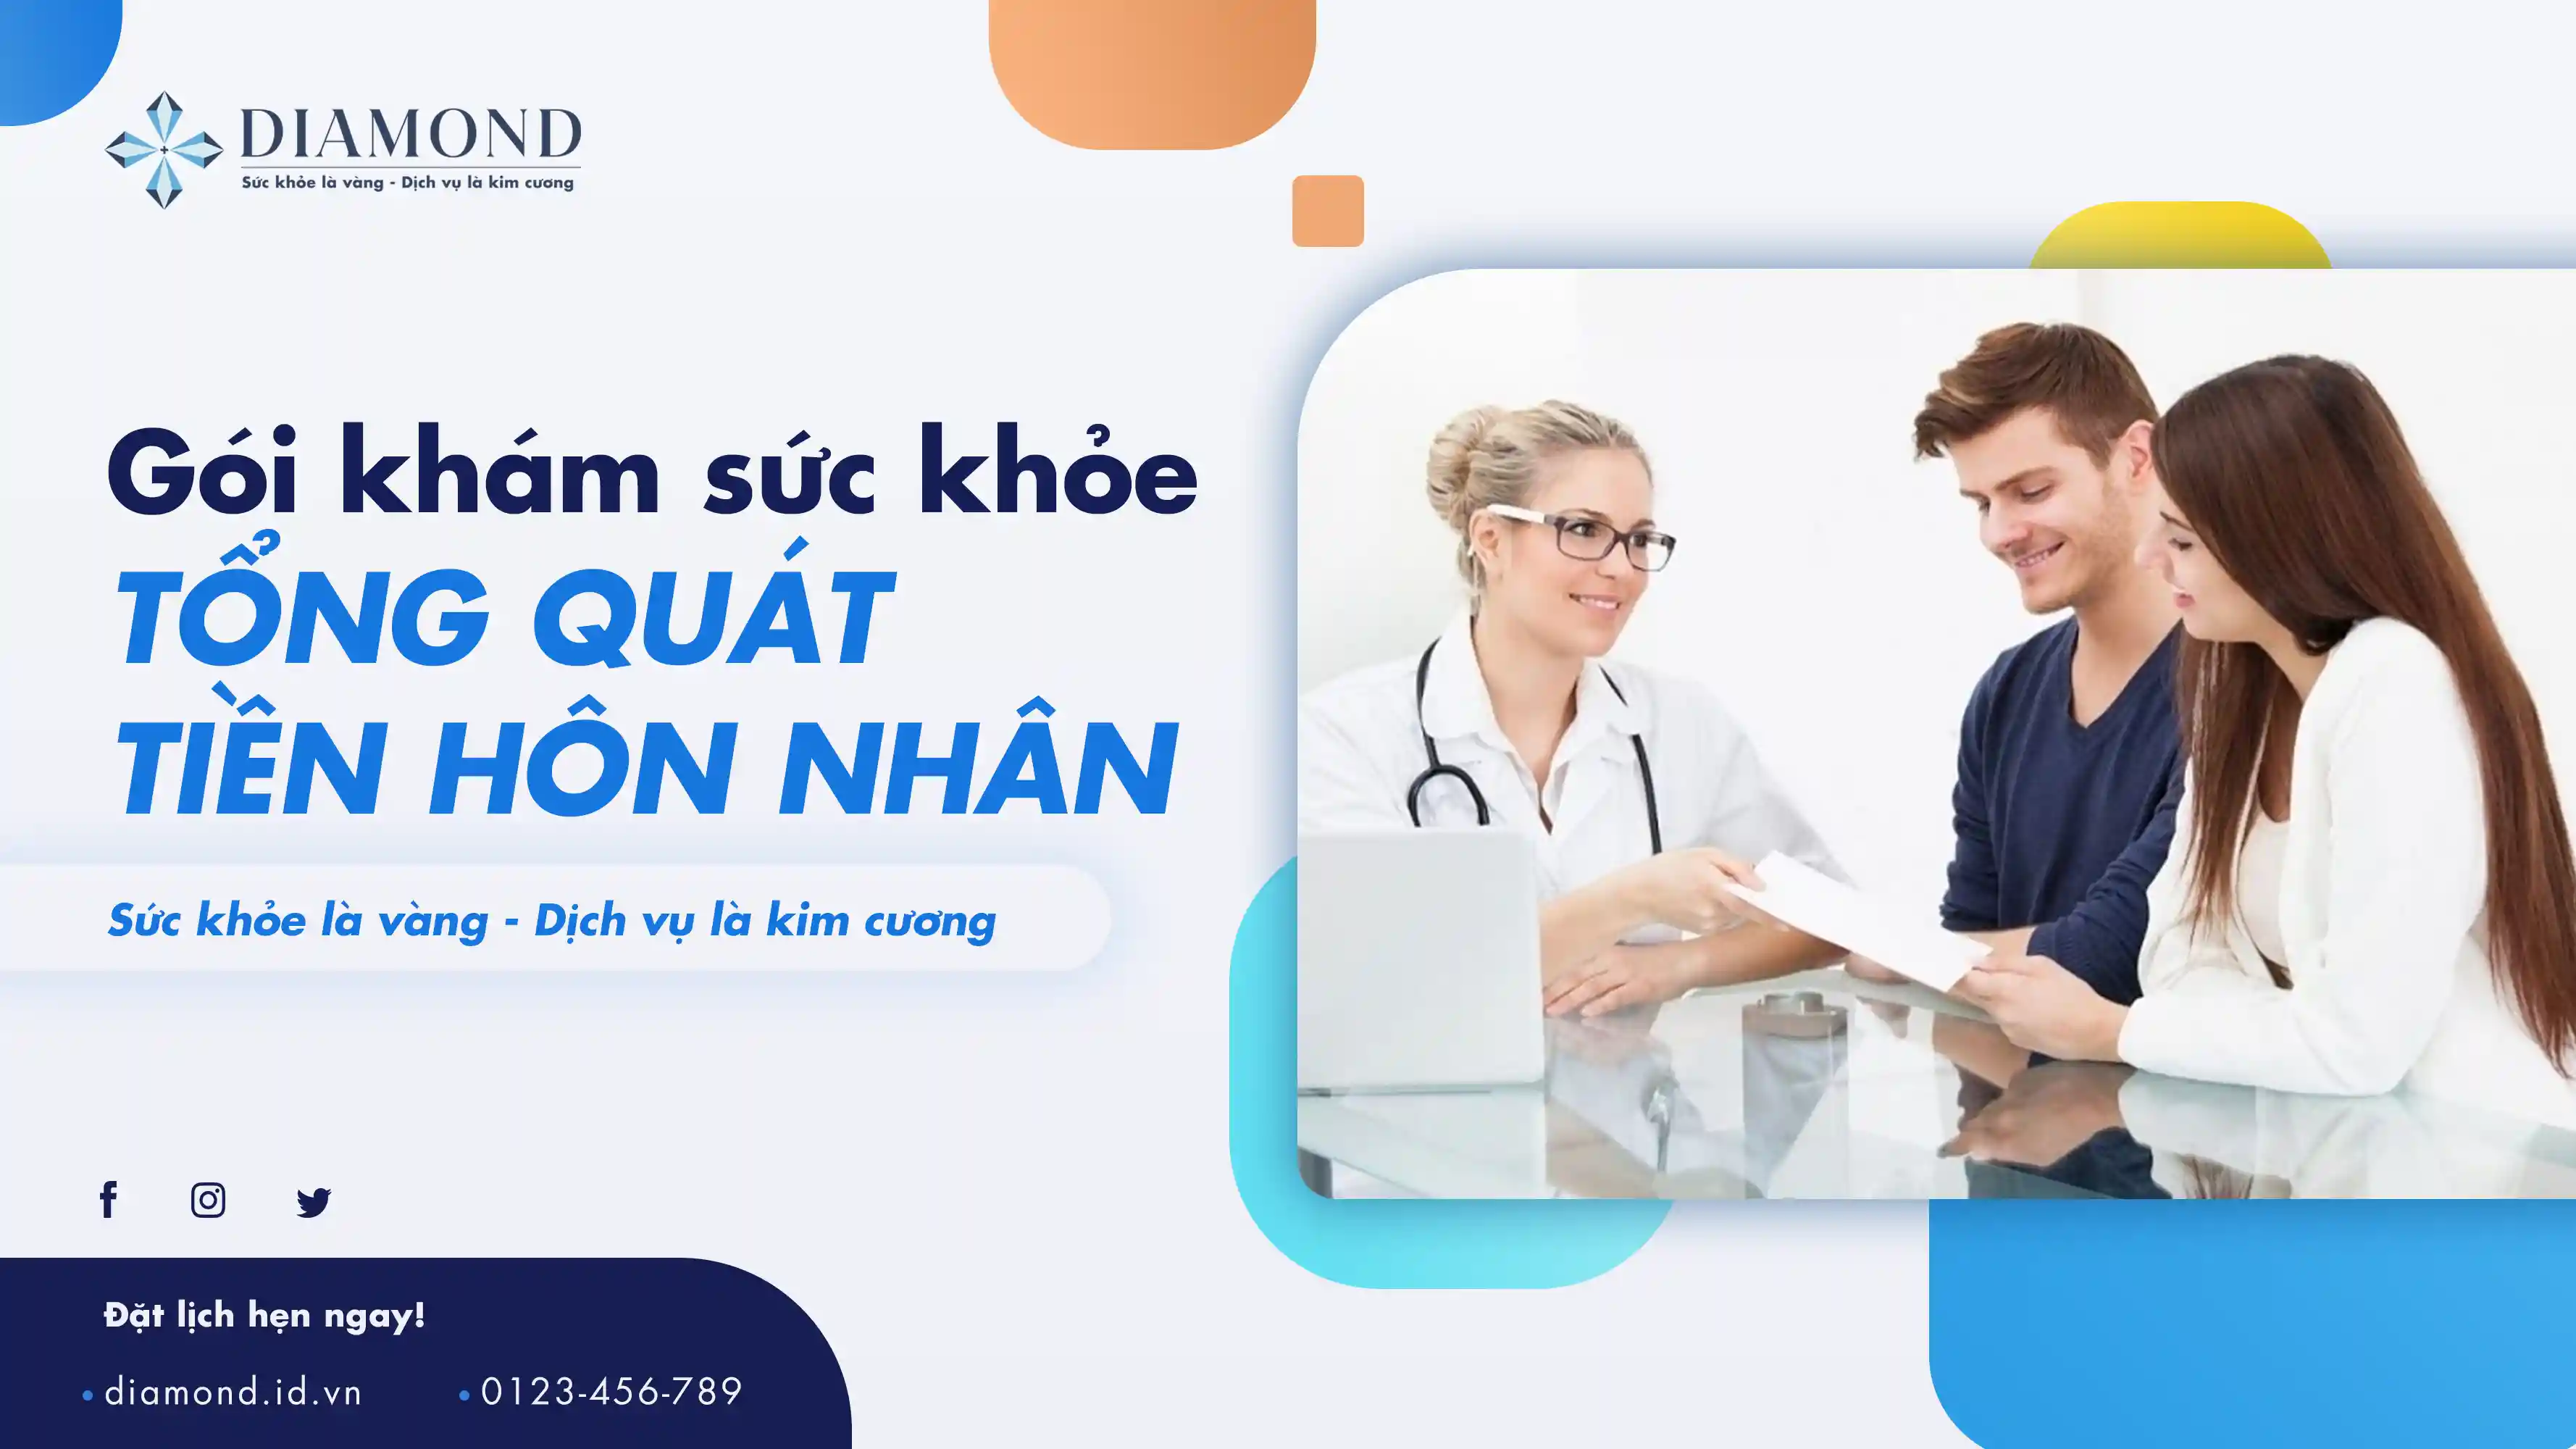 DIAMOND
Sức khỏe là vàng - Dịch vụ là kim cương
Gói khám sức khỏe
TỔNG QUÁT
TIỀN HÔN NHÂN
Sức khỏe là vàng - Dịch vụ là kim cương
Đặt lịch hẹn ngay!
diamond.id.vn
0123-456-789